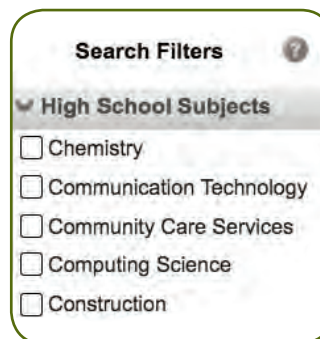 Search Filters ?
High School Subjects
Chemistry
Communication Technology
Community Care Services
Computing Science
Construction